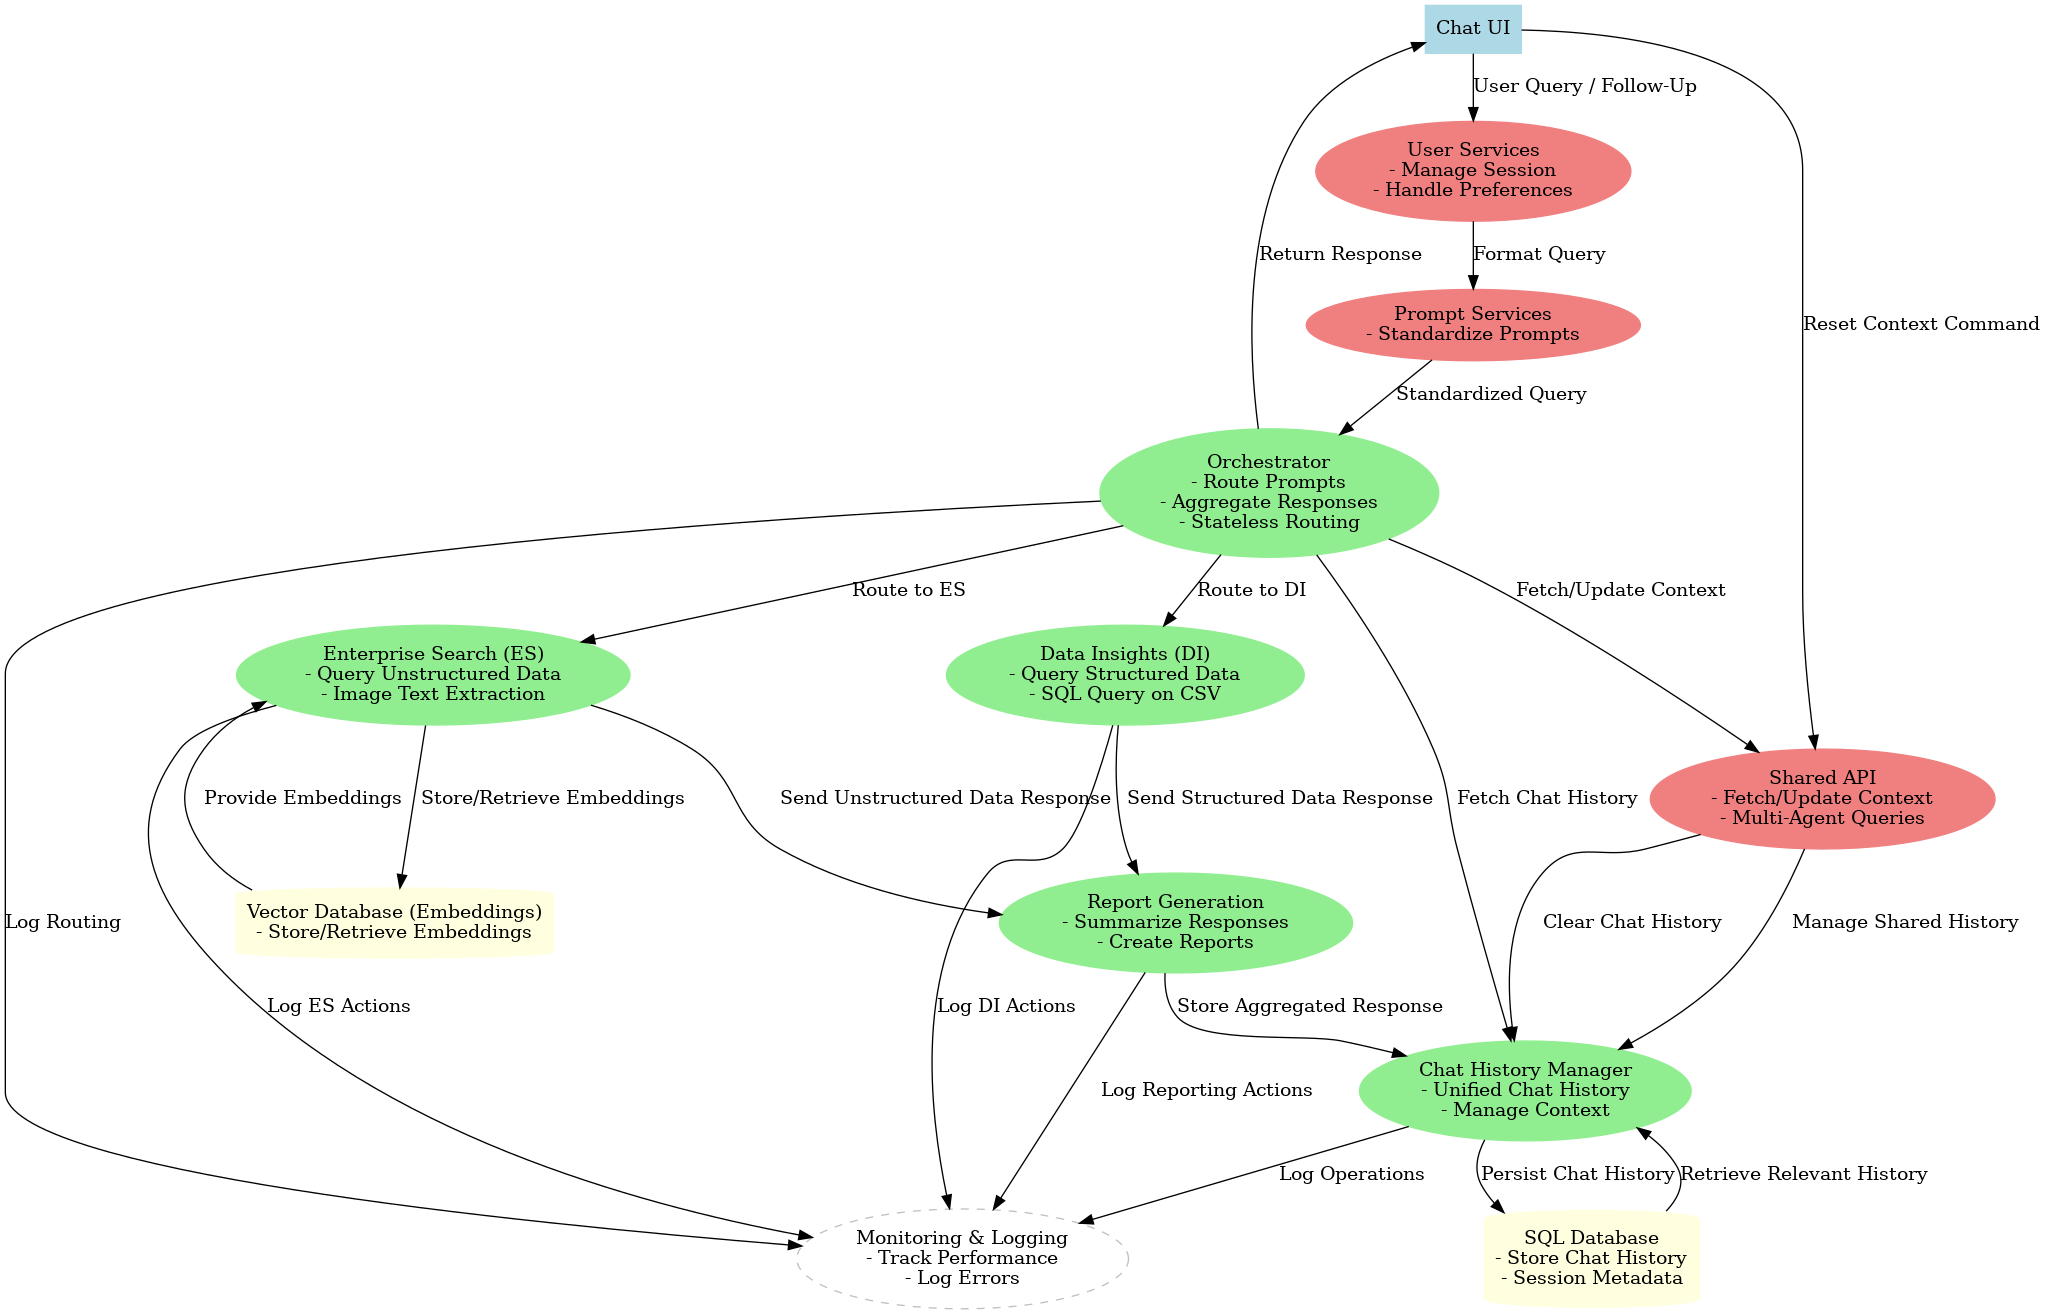 Chat UI
User Query / Follow-Up
User Services
- Manage Session
- Handle Preferences
Return Response
Format Query
Prompt Services
- Standardize Prompts
Reset Context Command
Standardized Query
Orchestrator
- Route Prompts
- Aggregate Responses
- Stateless Routing
Route to ES
Route to DI
Fetch/Update Context
Enterprise Search (ES)
- Query Unstructured Data
- Image Text Extraction
Data Insights (DI)
- Query Structured Data
- SQL Query on CSV
Provide Embeddings
Store/Retrieve Embeddings
Send Unstructured Data Response
Send Structured Data Response
Fetch Chat History
Shared API
- Fetch/Update Context
- Multi-Agent Queries
Log Routing
Vector Database (Embeddings)
- Store/Retrieve Embeddings
Report Generation
- Summarize Responses
- Create Reports
Clear Chat History
Manage Shared History
Log ES Actions
Log DI Actions
Store Aggregated Response
Log Reporting Actions
Chat History Manager
- Unified Chat History
- Manage Context
Log Operations
Persist Chat History
Retrieve Relevant History
Monitoring & Logging
- Track Performance
- Log Errors
SQL Database
- Store Chat History
- Session Metadata